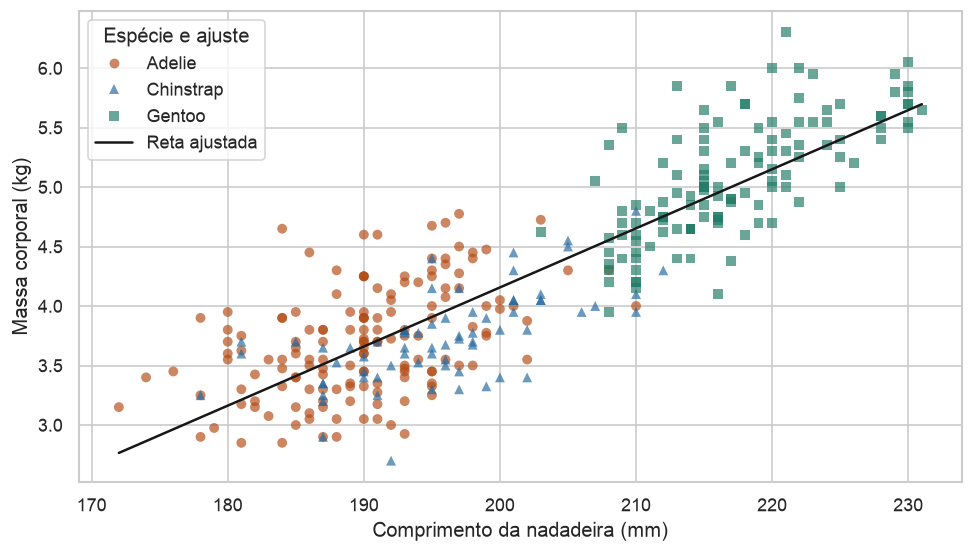 Espécie e ajuste
Adelie
Chinstrap
Gentoo
Reta ajustada
Massa corporal (kg)
6.0
5.5
5.0
4.5
4.0
3.5
3.0
170 180 190 200 210 220 230
Comprimento da nadadeira (mm)